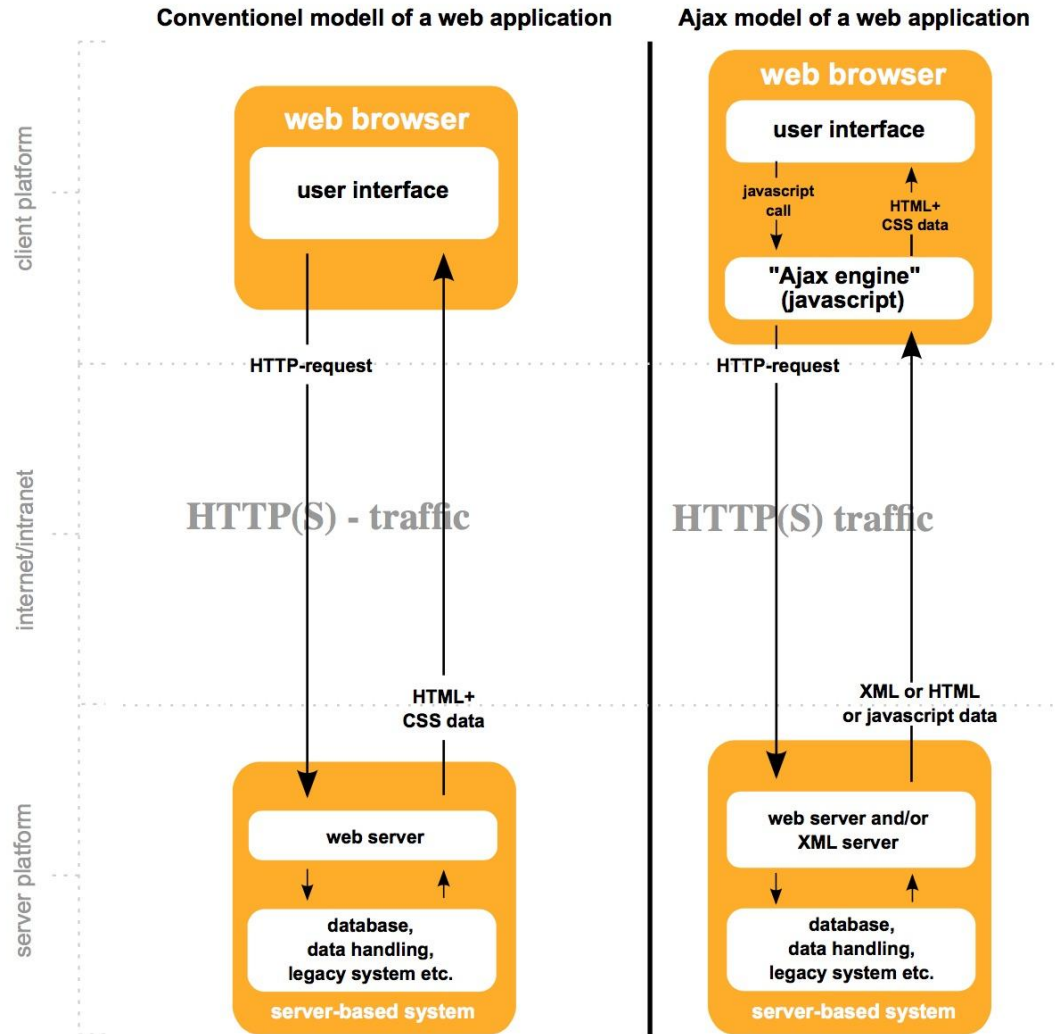 Conventionel modell of a web application
web browser
user interface
HTTP-request
HTTP(S) - traffic
HTML+
CSS data
web server
database,
data handling,
legacy system etc.
server-based system
Ajax model of a web application
web browser
user interface
javascript
call
HTML+
CSS data
"Ajax engine"
(javascript)
HTTP-request
HTTP(S) traffic
XML or HTML
or javascript data
web server and/or
XML server
database,
data handling,
legacy system etc.
server-based system
client platform
internet/intranet
server platform